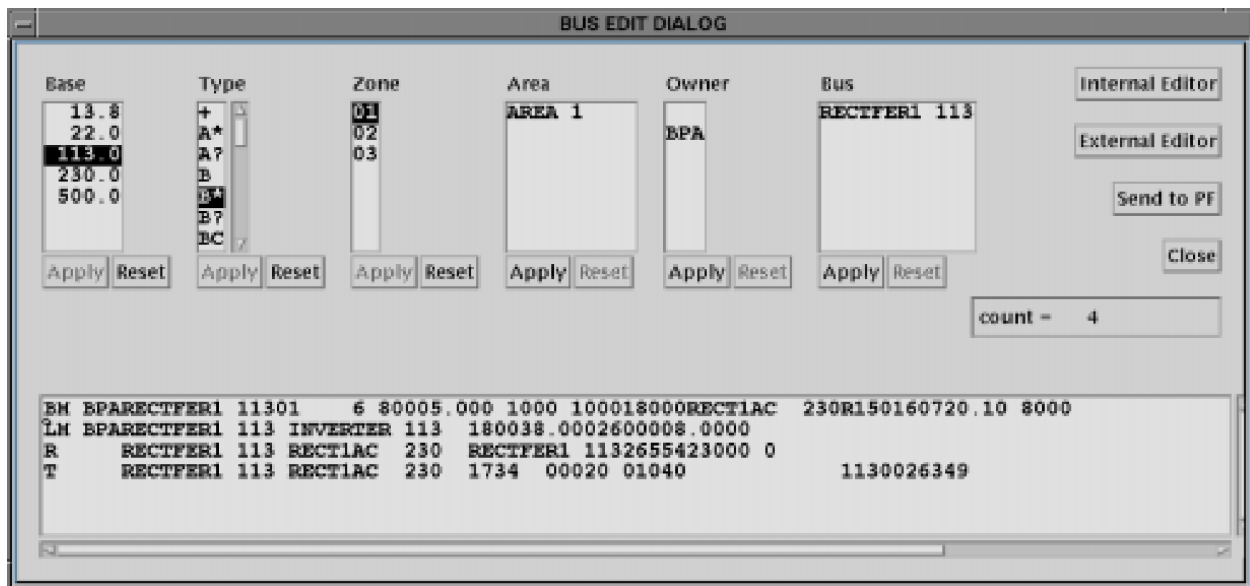 BUS EDIT DIALOG
Base Type Zone Area Owner Bus
Internal Editor
External Editor
Send to PF
Close
13.8
22.0
113.0
230.0
500.0
+
A*
A?
B
B*
B?
BC
01
02
03
AREA 1
BPA
RECTFER1 113
Apply Reset Apply Reset Apply Reset Apply Reset Apply Reset Apply Reset
count = 4
BM BPARECTFER1 11301 6 80005.000 1000 100018000RECT1AC 230R150160720.10 8000
LM BPARECTFER1 113 INVERTER 113 180038.0002600008.0000
R RECTFER1 113 RECT1AC 230 RECTFER1 1132655423000 0
T RECTFER1 113 RECT1AC 230 1734 00020 01040 1130026349